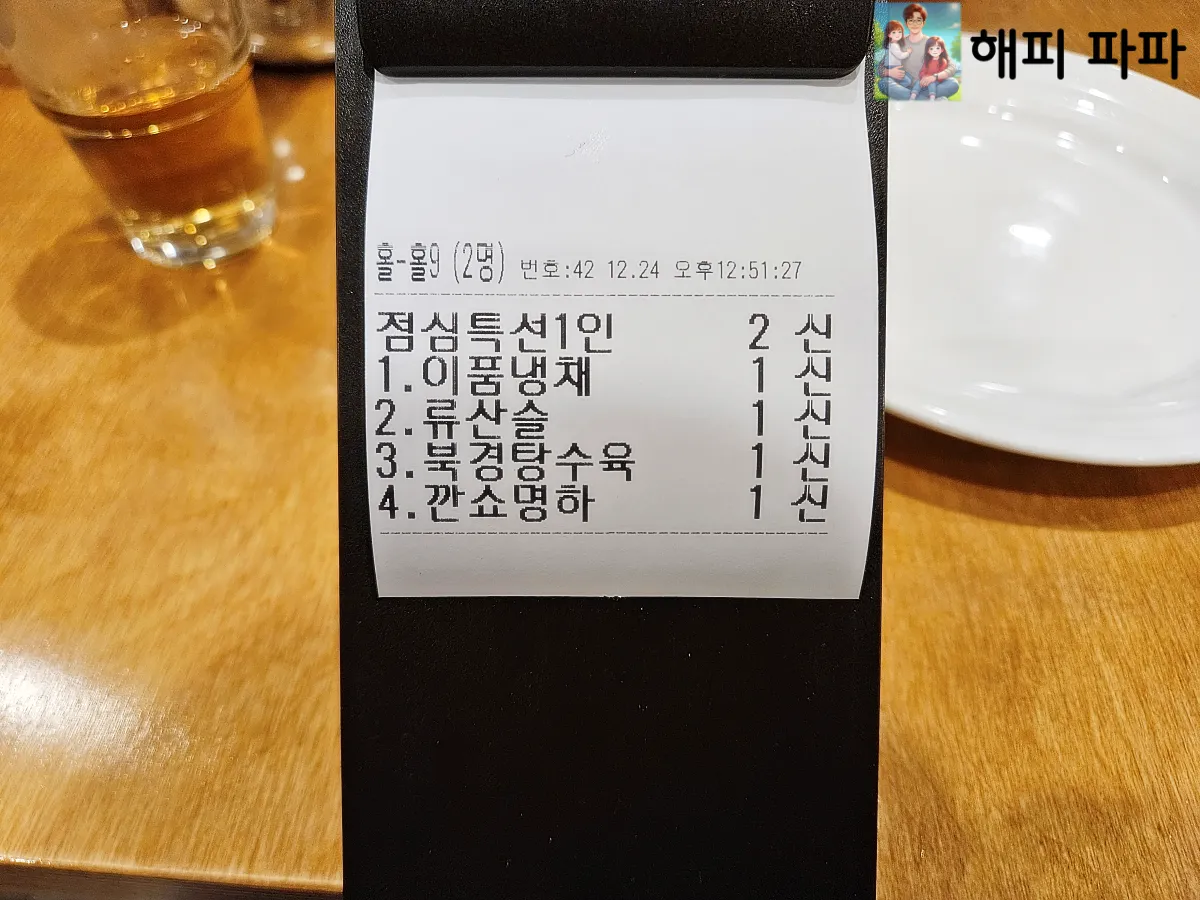 해피 파파
홀-홀9 (2명) 번호:42 12.24 오후12:51:27
점심특선1인 2 신
1.이품냉채 1 신
2.류산슬 1 신
3.북경탕수육 1 신
4.깐쇼명하 1 신